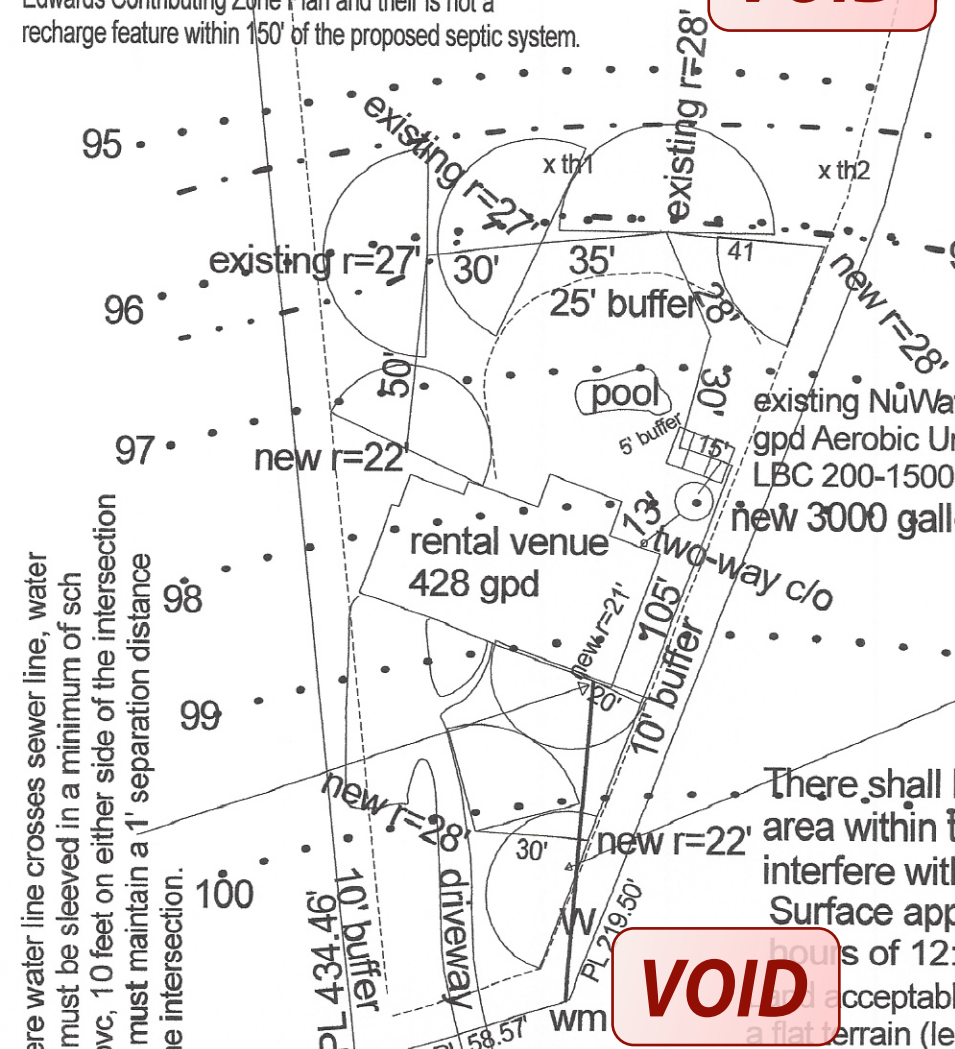 Edwards Contributing Zone Plan and their is not a
recharge feature within 150' of the proposed septic system.
VOID
existing r=28'
existing r=27'
95
x th1
x th2
existing r=27'
30'
35'
41
new r=28'
96
25' buffer
28'
50'
30'
pool
existing NuWa
5' buffer
15'
gpd Aerobic Un
97
new r=22'
LBC 200-1500
13'
new 3000 gall
rental venue
two-way c/o
428 gpd
98
new r=21'
105'
10' buffer
99
20'
new r=28'
There shall
30'
new r=22'
area within t
interfere with
100
Surface app
10' buffer
driveway
W
PL 219.50'
hours of 12:
PL 434.46'
VOID
and acceptabl
wm
a flat terrain (le
PL 58.57'
ere water line crosses sewer line, water
must be sleeved in a minimum of sch
pvc, 10 feet on either side of the intersection
must maintain a 1' separation distance
he intersection.